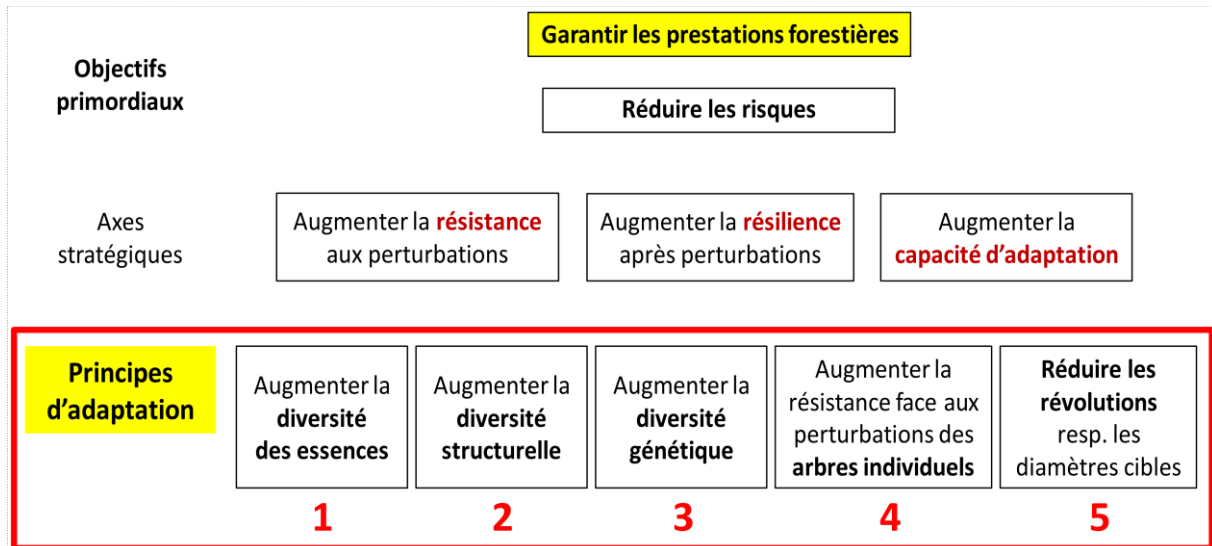 Garantir les prestations forestières
Objectifs
primordiaux
Réduire les risques
Axes
stratégiques
Augmenter la résistance
aux perturbations
Augmenter la résilience
après perturbations
Augmenter la
capacité d'adaptation
Principes
d'adaptation
Augmenter la
diversité
des essences
Augmenter la
diversité
structurelle
Augmenter la
diversité
génétique
Augmenter la
résistance face aux
perturbations des
arbres individuels
Réduire les
révolutions
resp. les
diamètres cibles
1
2
3
4
5